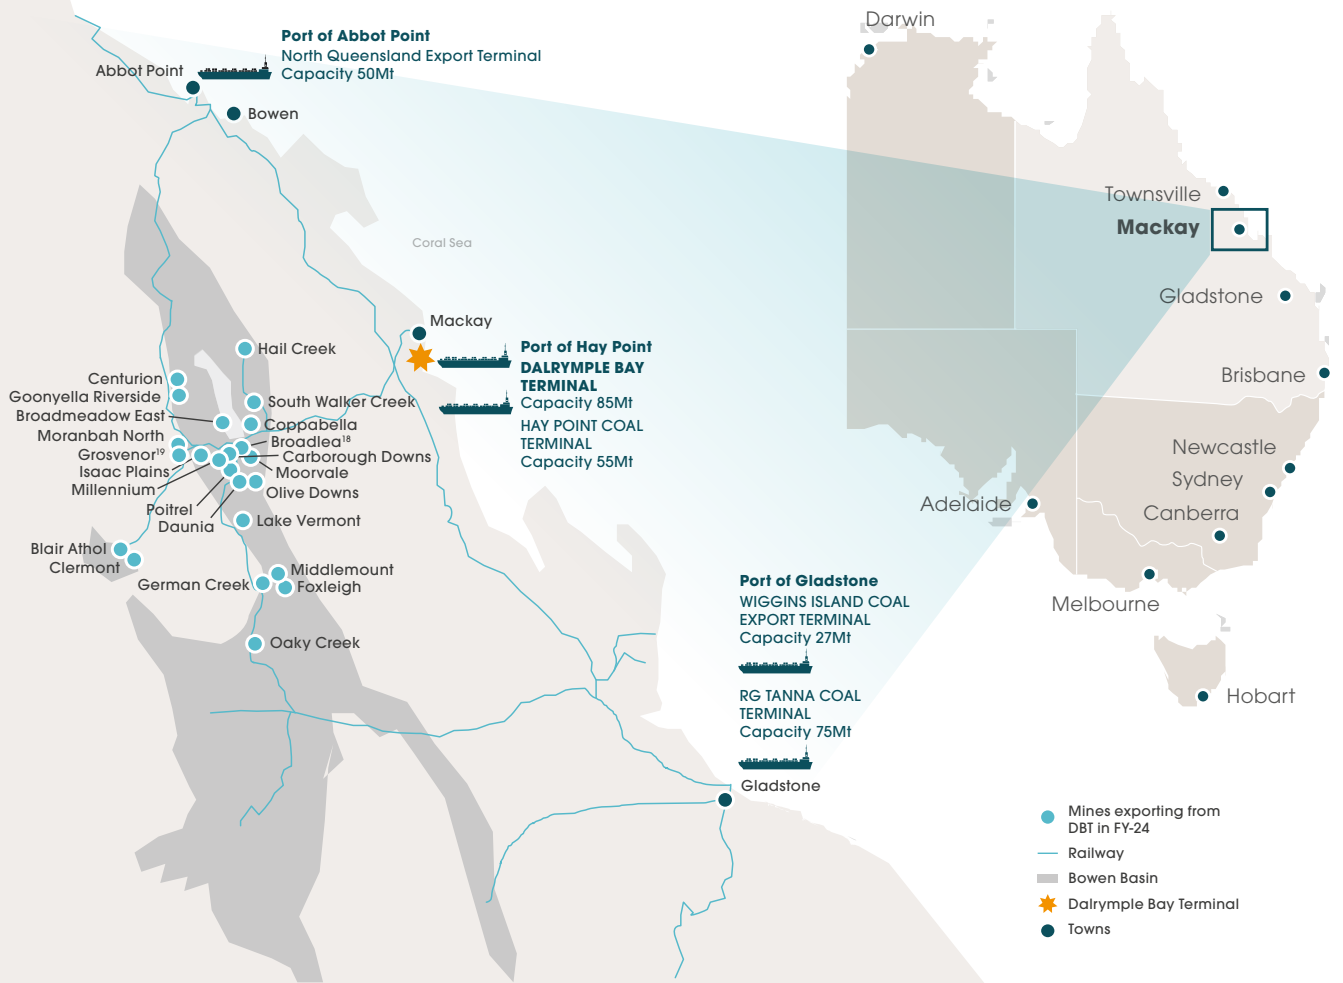 Port of Abbot Point
North Queensland Export Terminal
Capacity 50Mt
Abbot Point
Bowen
Coral Sea
Mackay
Port of Hay Point
DALRYMPLE BAY
TERMINAL
Capacity 85Mt
HAY POINT COAL
TERMINAL
Capacity 55Mt
Hail Creek
Centurion
Goonyella Riverside
South Walker Creek
Broadmeadow East
Coppabella
Moranbah North
Broadlea¹⁸
Grosvenor¹⁹
Carborough Downs
Isaac Plains
Moorvale
Millennium
Olive Downs
Poitrel
Daunia
Lake Vermont
Blair Athol
Clermont
Middlemount
German Creek
Foxleigh
Oaky Creek
Port of Gladstone
WIGGINS ISLAND COAL
EXPORT TERMINAL
Capacity 27Mt
RG TANNA COAL
TERMINAL
Capacity 75Mt
Gladstone
Darwin
Townsville
Mackay
Gladstone
Brisbane
Newcastle
Sydney
Adelaide
Canberra
Melbourne
Hobart
Mines exporting from
DBT in FY-24
Railway
Bowen Basin
Dalrymple Bay Terminal
Towns